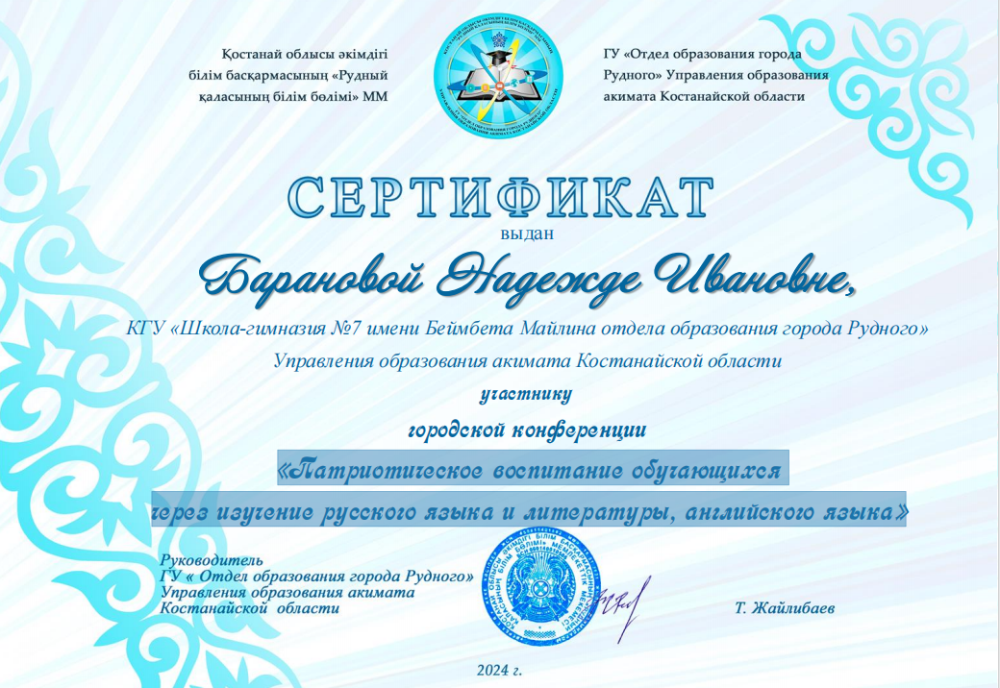 Қостанай облысы әкімдігі
білім басқармасының «Рудный
қаласының білім бөлімі» ММ
ГУ «Отдел образования города
Рудного» Управления образования
акимата Костанайской области
СЕРТИФИКАТ
выдан
Барановой Надежде Ивановне,
КГУ «Школа-гимназия №7 имени Беймбета Майлина отдела образования города Рудного»
Управления образования акимата Костанайской области
участнику
городской конференции
«Патриотическое воспитание обучающихся
через изучение русского языка и литературы, английского языка»
Руководитель
ГУ « Отдел образования города Рудного»
Управления образования акимата
Костанайской области
Т. Жайлибаев
2024 г.